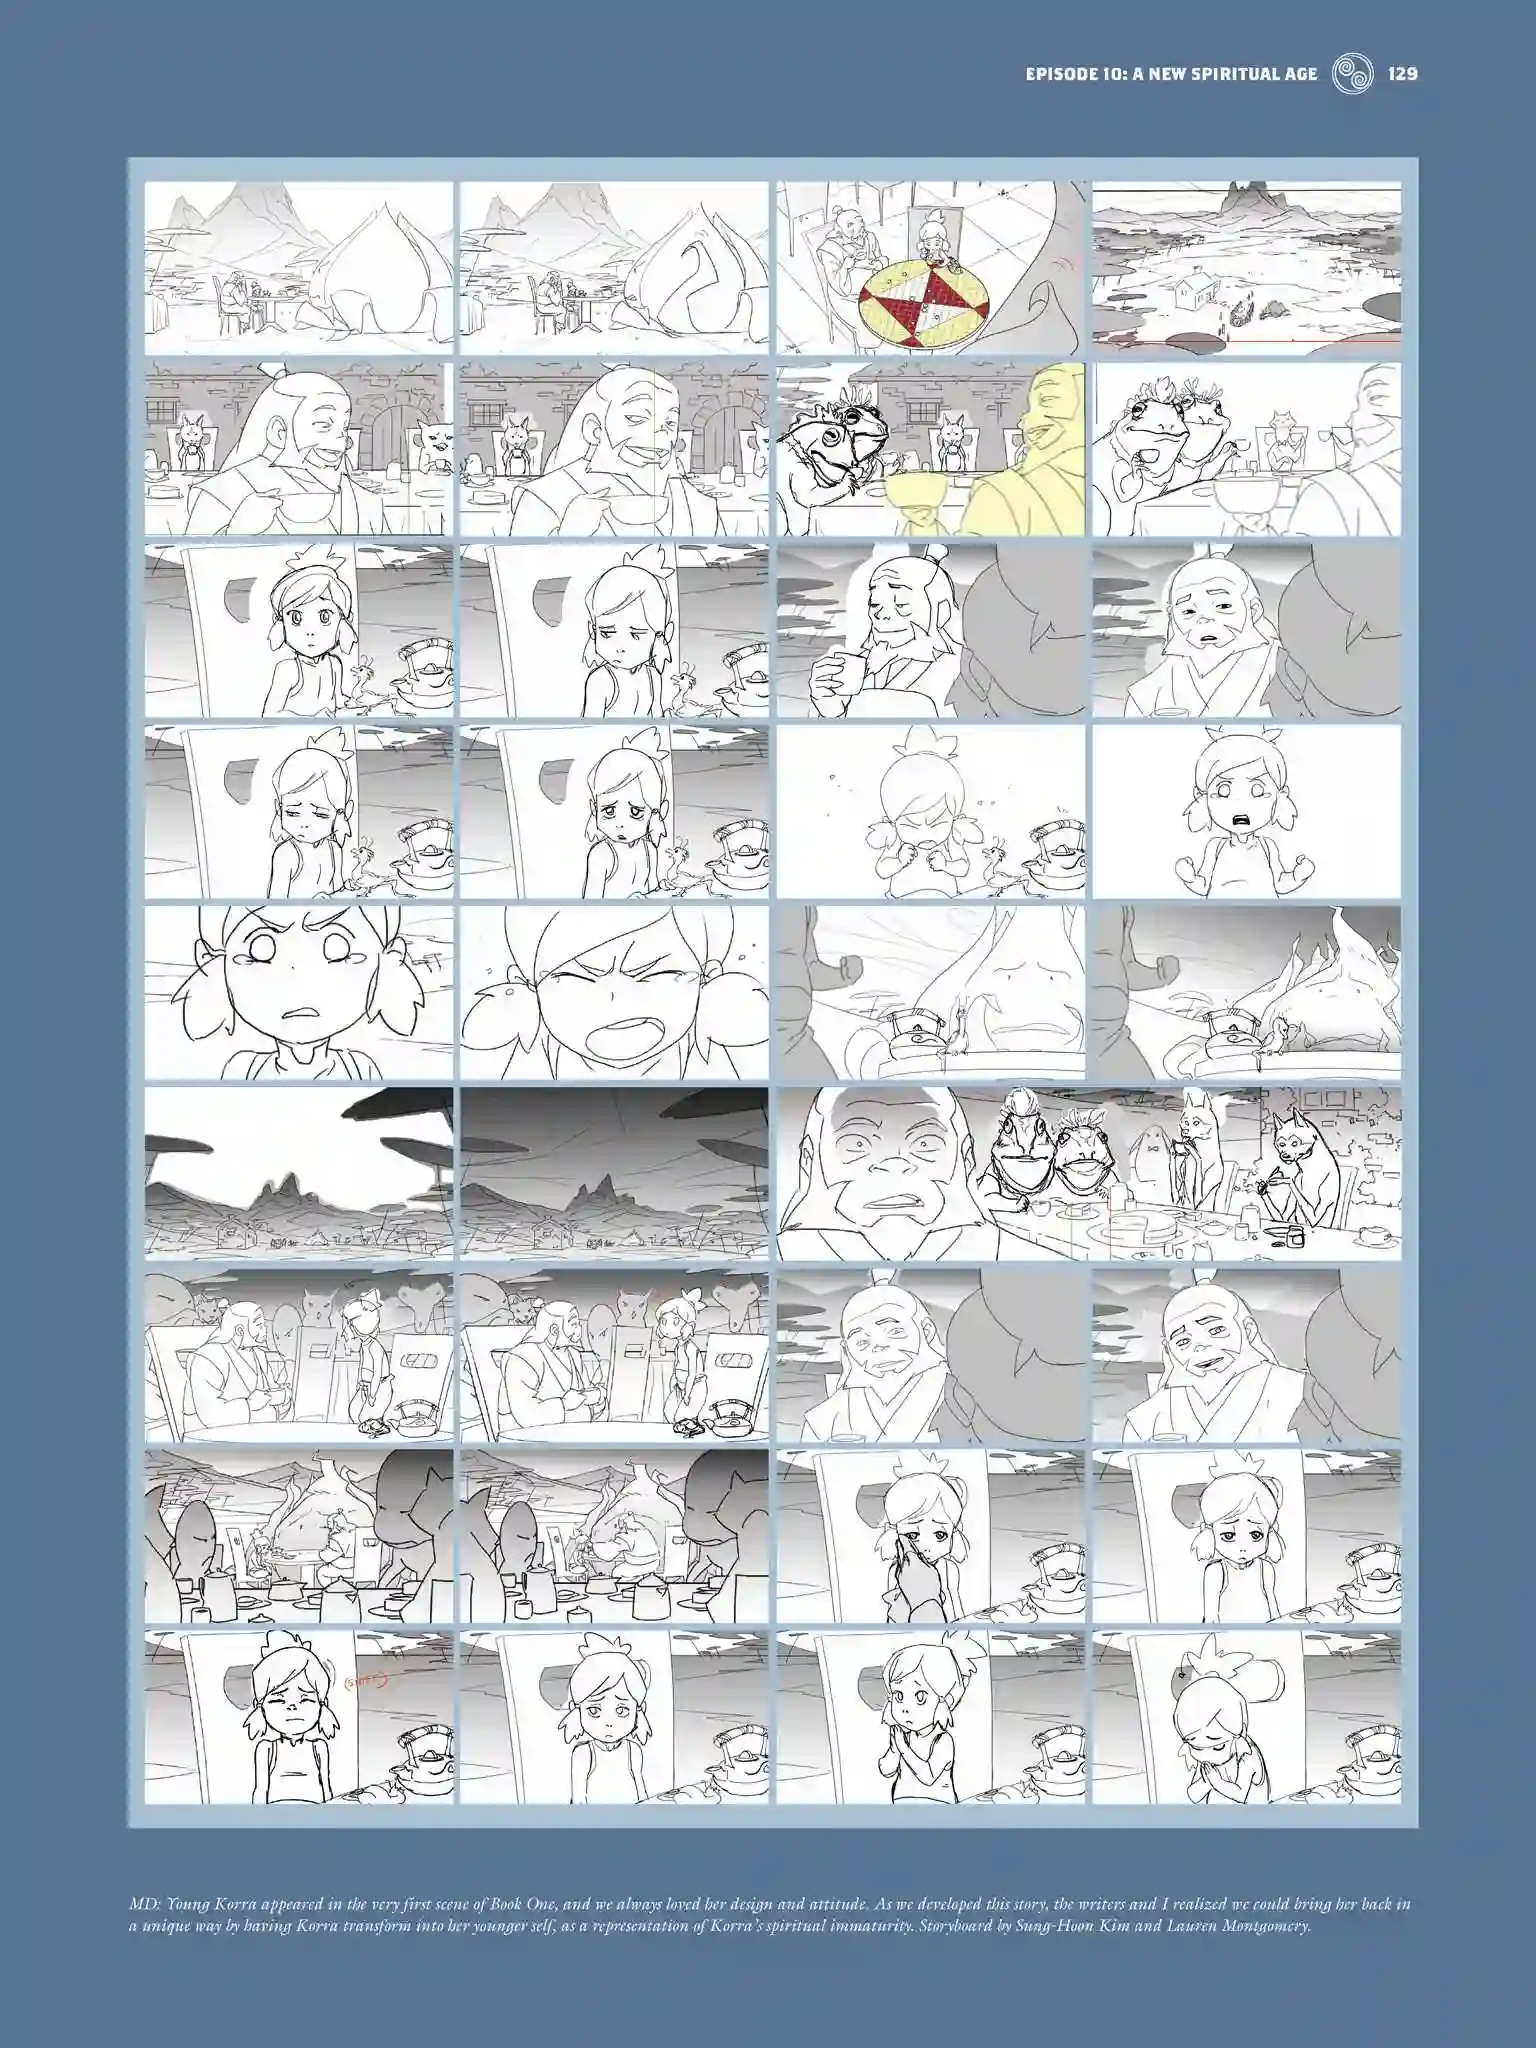 EPISODE 10: A NEW SPIRITUAL AGE 129
MD: Young Korra appeared in the very first scene of Book One, and we always loved her design and attitude. As we developed this story, the writers and I realized we could bring her back in
a unique way by having Korra transform into her younger self, as a representation of Korra's spiritual immaturity. Storyboard by Sung-Hoon Kim and Lauren Montgomery.